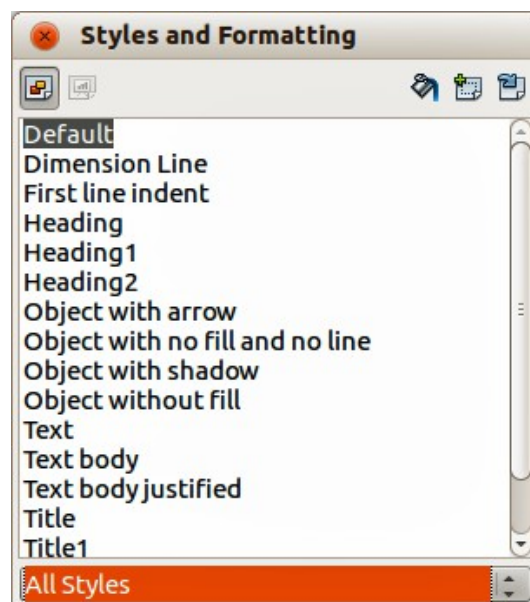 Styles and Formatting
Default
Dimension Line
First line indent
Heading
Heading1
Heading2
Object with arrow
Object with no fill and no line
Object with shadow
Object without fill
Text
Text body
Text body justified
Title
Title1
All Styles